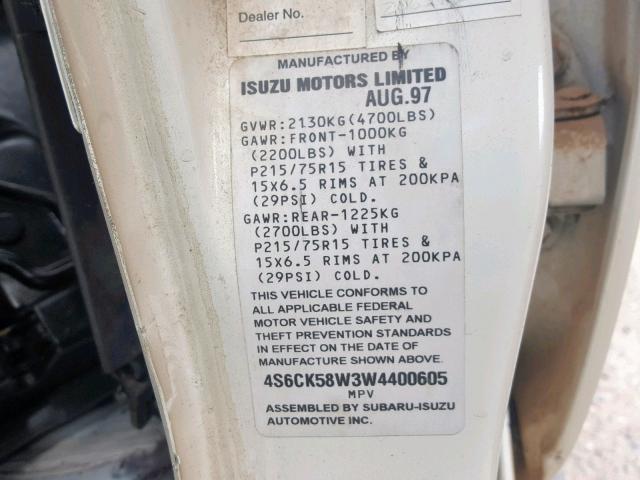 Dealer No.
MANUFACTURED BY
ISUZU MOTORS LIMITED
AUG.97
GVWR:2130KG(4700LBS)
GAWR:FRONT-1000KG
(2200LBS) WITH
P215/75R15 TIRES &
15X6.5 RIMS AT 200KPA
(29PSI) COLD.
GAWR:REAR-1225KG
(2700LBS) WITH
P215/75R15 TIRES &
15X6.5 RIMS AT 200KPA
(29PSI) COLD.
THIS VEHICLE CONFORMS TO
ALL APPLICABLE FEDERAL
MOTOR VEHICLE SAFETY AND
THEFT PREVENTION STANDARDS
IN EFFECT ON THE DATE OF
MANUFACTURE SHOWN ABOVE.
4S6CK58W3W4400605
MPV
ASSEMBLED BY SUBARU-ISUZU
AUTOMOTIVE INC.